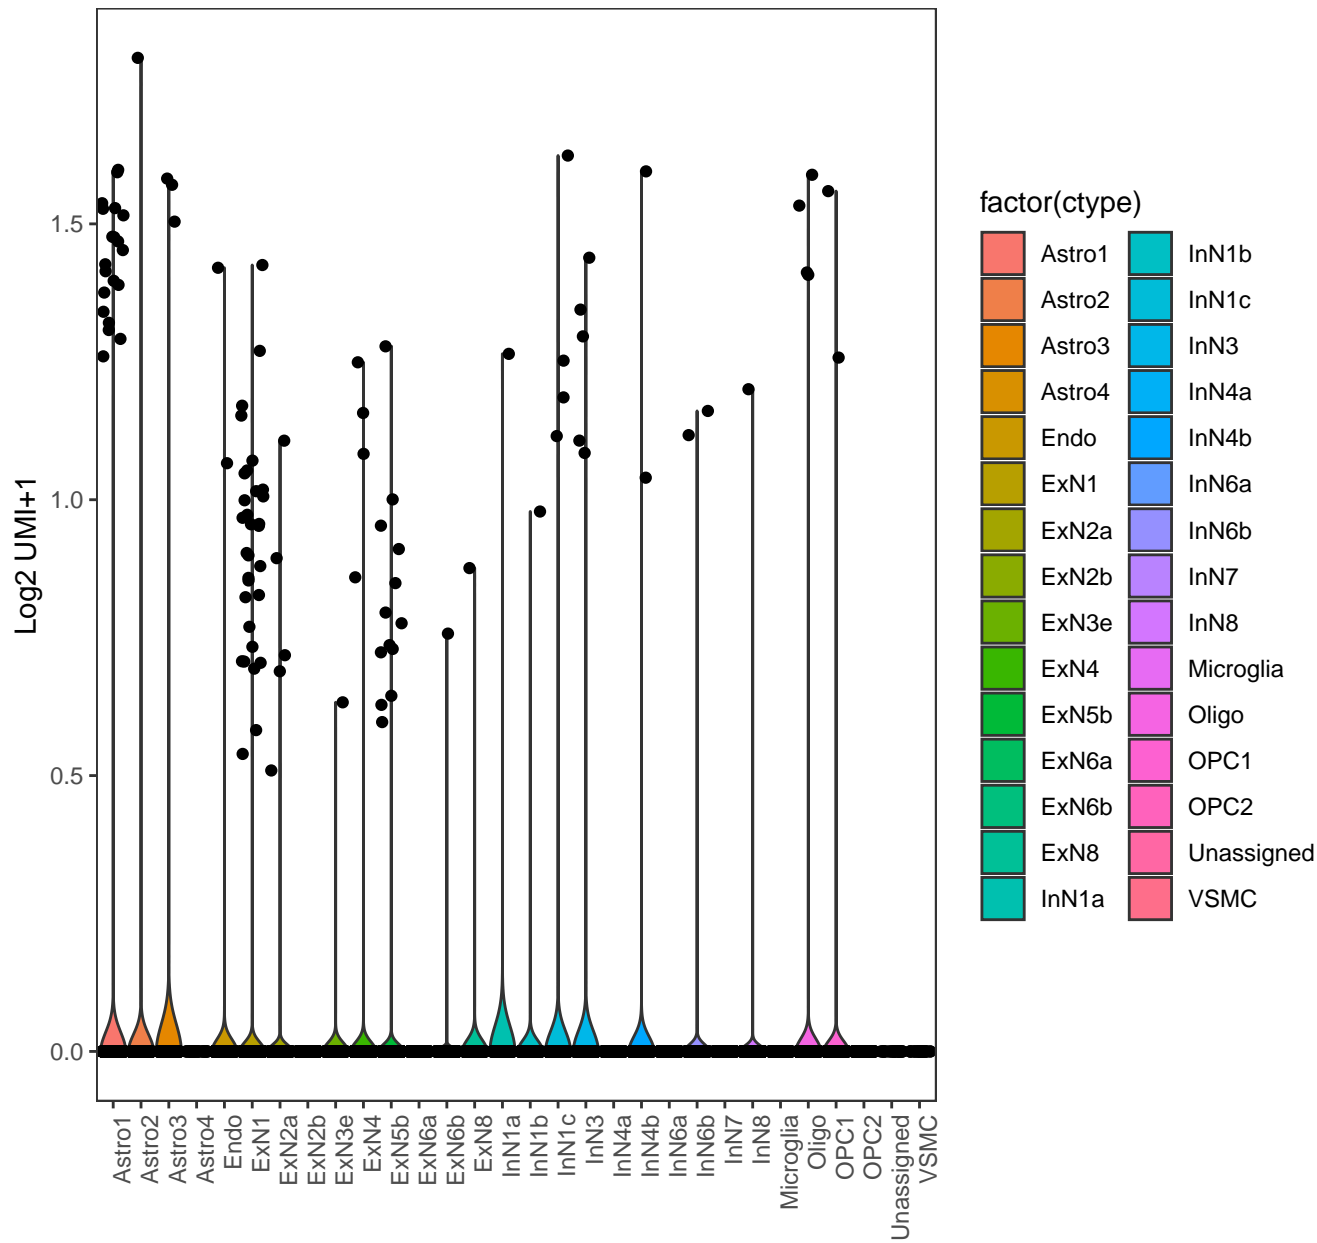 Log2 UMI+1
1.5
1.0
0.5
0.0
Astro1
Astro2
Astro3
Astro4
Endo
ExN1
ExN2a
ExN2b
ExN3e
ExN4
ExN5b
ExN6a
ExN6b
ExN8
InN1a
InN1b
InN1c
InN3
InN4a
InN4b
InN6a
InN6b
InN7
InN8
Microglia
Oligo
OPC1
OPC2
Unassigned
VSMC
factor(ctype)
Astro1
Astro2
Astro3
Astro4
Endo
ExN1
ExN2a
ExN2b
ExN3e
ExN4
ExN5b
ExN6a
ExN6b
ExN8
InN1a
InN1b
InN1c
InN3
InN4a
InN4b
InN6a
InN6b
InN7
InN8
Microglia
Oligo
OPC1
OPC2
Unassigned
VSMC